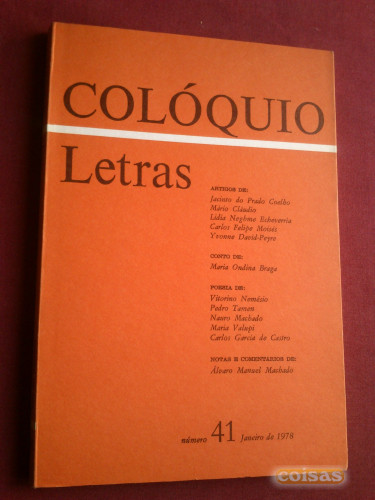 COLÓQUIO
Letras
ARTIGOS DE:
Jacinto do Prado Coelho
Mário Cláudio
Lidia Neghme Echeverría
Carlos Felipe Moisés
Yvonne David-Peyre
CONTO DE:
Maria Ondina Braga
POESIA DE:
Vitorino Nemésio
Pedro Tamen
Nauro Machado
Maria Valupi
Carlos Garcia de Castro
NOTAS E COMENTÁRIOS DE:
Álvaro Manuel Machado
número 41 Janeiro de 1978
coisas